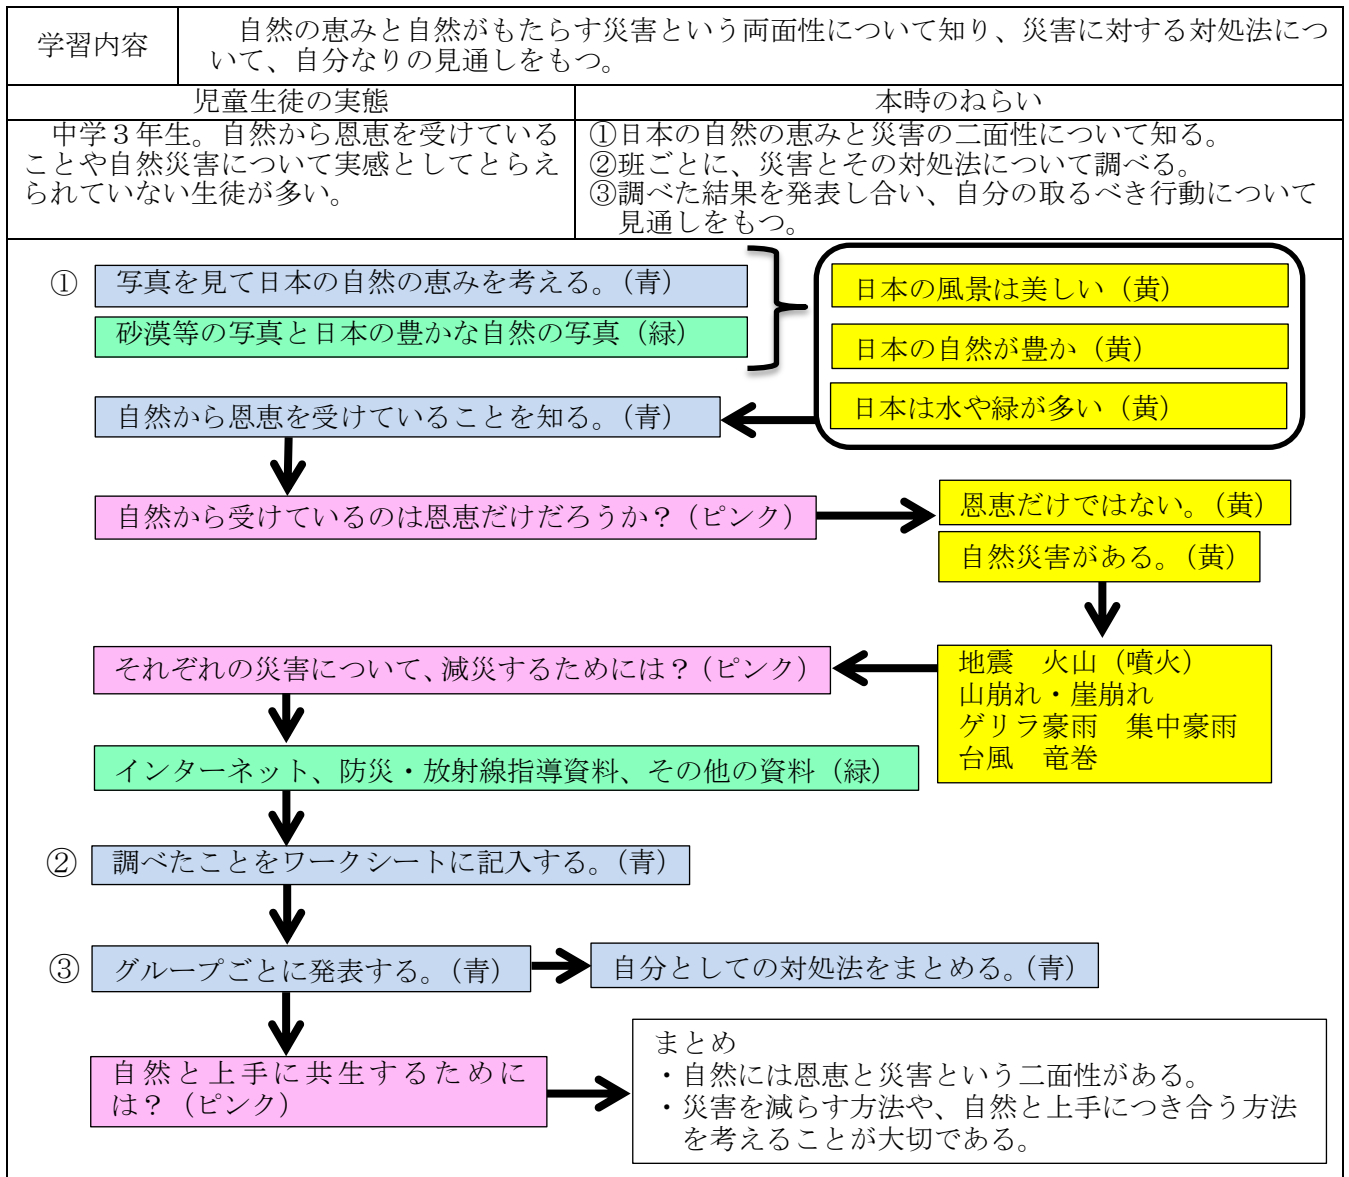 学習内容
自然の恵みと自然がもたらす災害という両面性について知り、災害に対する対処法につ
いて、自分なりの見通しをもつ。
児童生徒の実態
本時のねらい
中学３年生。自然から恩恵を受けている
ことや自然災害について実感としてとらえ
られていない生徒が多い。
①日本の自然の恵みと災害の二面性について知る。
②班ごとに、災害とその対処法について調べる。
③調べた結果を発表し合い、自分の取るべき行動について
見通しをもつ。
①
写真を見て日本の自然の恵みを考える。（青）
砂漠等の写真と日本の豊かな自然の写真（緑）
日本の風景は美しい（黄）
日本の自然が豊か（黄）
日本は水や緑が多い（黄）
自然から恩恵を受けていることを知る。（青）
自然から受けているのは恩恵だけだろうか？（ピンク）
恩恵だけではない。（黄）
自然災害がある。（黄）
地震　火山（噴火）
山崩れ・崖崩れ
ゲリラ豪雨　集中豪雨
台風　竜巻
それぞれの災害について、減災するためには？（ピンク）
インターネット、防災・放射線指導資料、その他の資料（緑）
②
調べたことをワークシートに記入する。（青）
③
グループごとに発表する。（青）
自分としての対処法をまとめる。（青）
自然と上手に共生するために
は？（ピンク）
まとめ
・自然には恩恵と災害という二面性がある。
・災害を減らす方法や、自然と上手につき合う方法
を考えることが大切である。